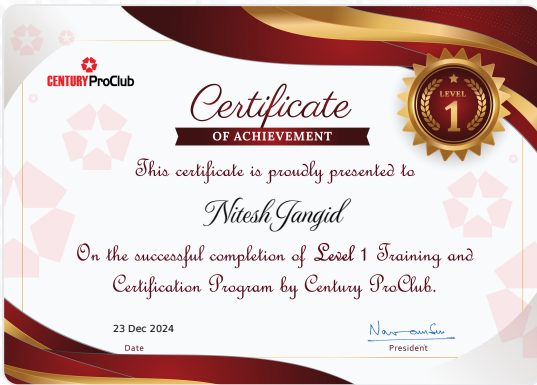 CENTURY ProClub
Certificate
OF ACHIEVEMENT
LEVEL
1
This certificate is proudly presented to
Nitesh Jangid
On the successful completion of Level 1 Training and
Certification Program by Century ProClub.
23 Dec 2024
Date
President